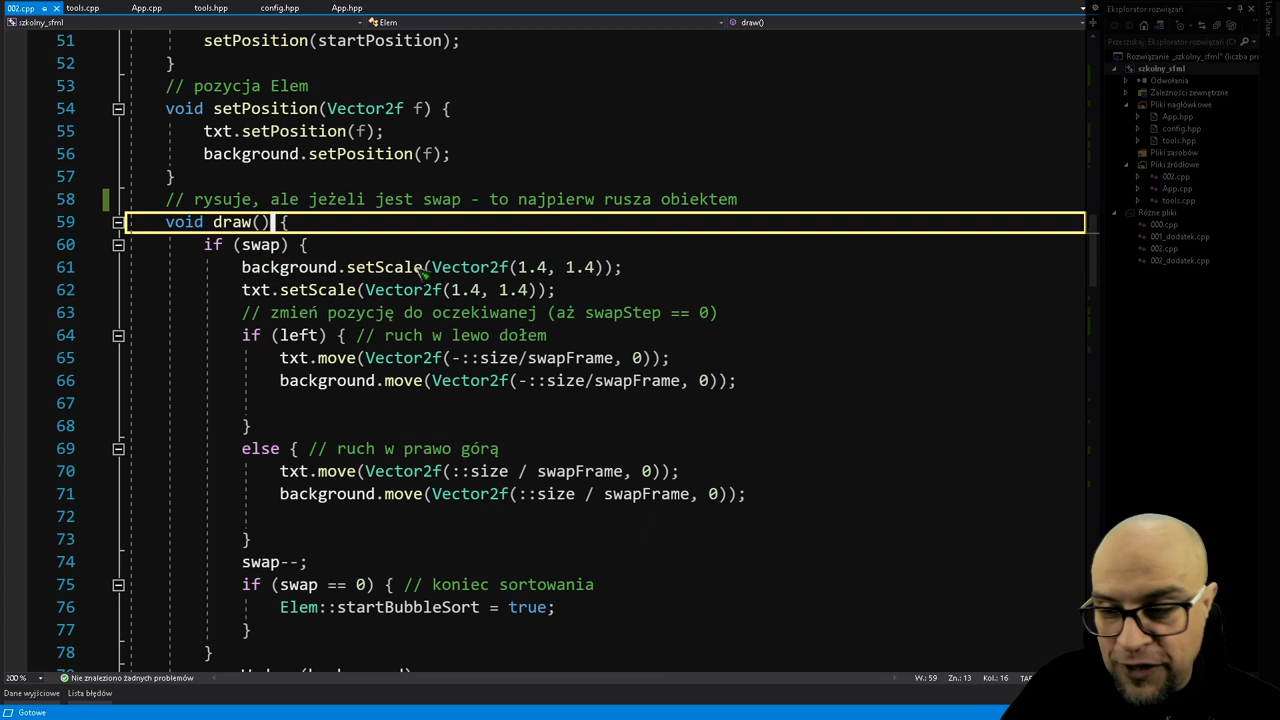 002.cpp tools.cpp App.cpp tools.hpp config.hpp App.hpp
szkolny_sfml Elem draw()
51 setPosition(startPosition);
52 }
53 // pozycja Elem
54 void setPosition(Vector2f f) {
55 txt.setPosition(f);
56 background.setPosition(f);
57 }
58 // rysuje, ale jeżeli jest swap - to najpierw rusza obiektem
59 void draw() {
60 if (swap) {
61 background.setScale(Vector2f(1.4, 1.4));
62 txt.setScale(Vector2f(1.4, 1.4));
63 // zmień pozycję do oczekiwanej (aż swapStep == 0)
64 if (left) { // ruch w lewo dołem
65 txt.move(Vector2f(-::size/swapFrame, 0));
66 background.move(Vector2f(-::size/swapFrame, 0));
67
68 }
69 else { // ruch w prawo górą
70 txt.move(Vector2f(::size / swapFrame, 0));
71 background.move(Vector2f(::size / swapFrame, 0));
72
73 }
74 swap--;
75 if (swap == 0) { // koniec sortowania
76 Elem::startBubbleSort = true;
77 }
78 }
200 % Nie znaleziono żadnych problemów W.: 59 Zn.: 13 Kol.: 16
Dane wyjściowe Lista błędów
Gotowe
Eksplorator rozwiązań
Przeszukaj: Eksplorator rozwiązań
Rozwiązanie „szkolny_sfml" (liczba pro
szkolny_sfml
Odwołania
Zależności zewnętrzne
Pliki nagłówkowe
App.hpp
config.hpp
tools.hpp
Pliki zasobów
Pliki źródłowe
002.cpp
App.cpp
tools.cpp
Różne pliki
000.cpp
001_dodatek.cpp
002.cpp
002_dodatek.cpp
Live Share